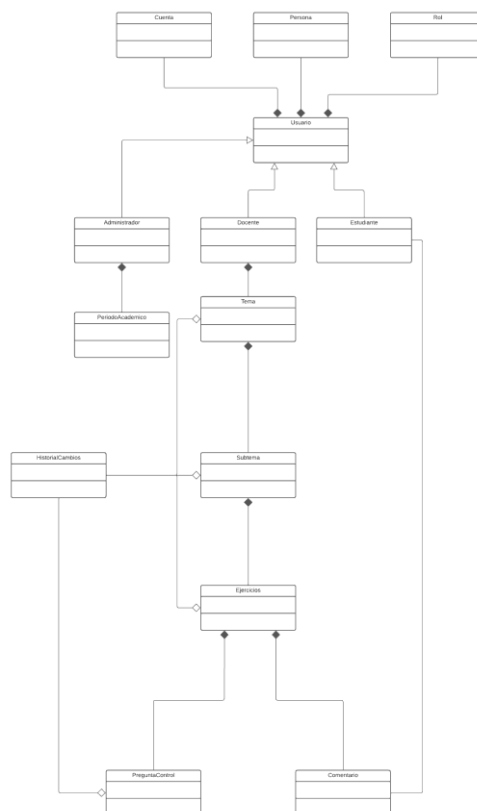 Cuenta
Persona
Rol
Usuario
Administrador
Docente
Estudiante
PeriodoAcademico
Tema
HistorialCambios
Subtema
Ejercicios
PreguntaControl
Comentario